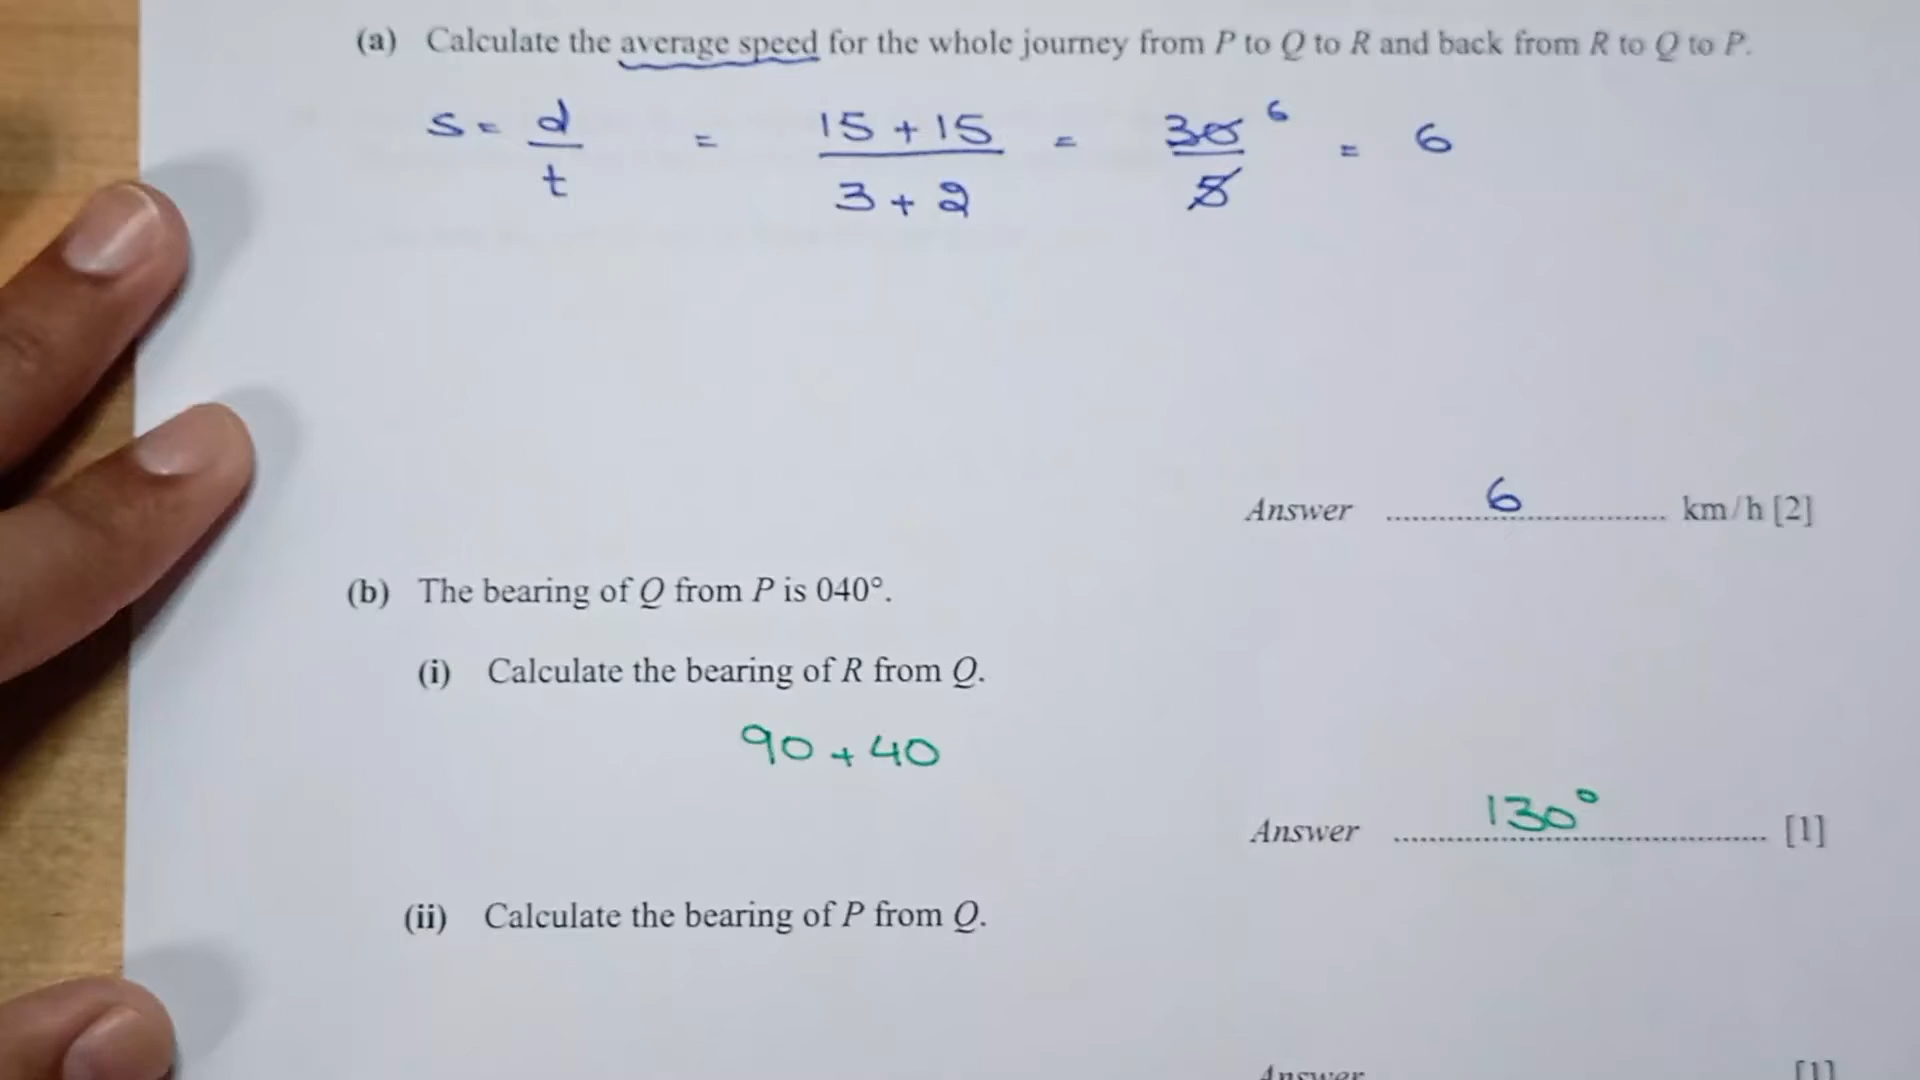 (a) Calculate the average speed for the whole journey from P to Q to R and back from R to Q to P.
s = d/t = 15 + 15 / 3 + 2 = 30/5 6 = 6
Answer 6 km/h [2]
(b) The bearing of Q from P is 040°.
(i) Calculate the bearing of R from Q.
90 + 40
Answer 130° [1]
(ii) Calculate the bearing of P from Q.
Answer [1]